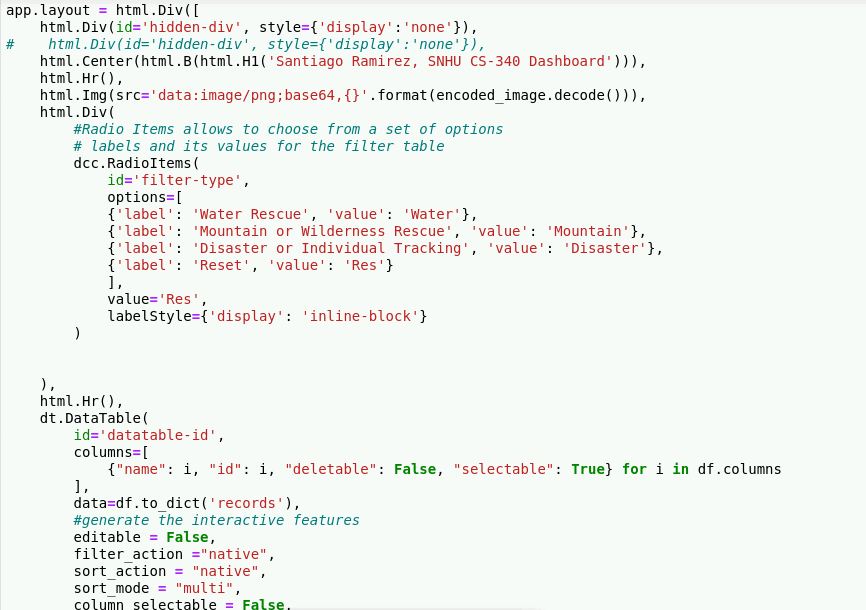 app.layout = html.Div([
    html.Div(id='hidden-div', style={'display':'none'}),
#    html.Div(id='hidden-div', style={'display':'none'}),
    html.Center(html.B(html.H1('Santiago Ramirez, SNHU CS-340 Dashboard'))),
    html.Hr(),
    html.Img(src='data:image/png;base64,{}'.format(encoded_image.decode())),
    html.Div(
        #Radio Items allows to choose from a set of options
        # labels and its values for the filter table
        dcc.RadioItems(
            id='filter-type',
            options=[
            {'label': 'Water Rescue', 'value': 'Water'},
            {'label': 'Mountain or Wilderness Rescue', 'value': 'Mountain'},
            {'label': 'Disaster or Individual Tracking', 'value': 'Disaster'},
            {'label': 'Reset', 'value': 'Res'}
            ],
            value='Res',
            labelStyle={'display': 'inline-block'}
        )
    ),
    html.Hr(),
    dt.DataTable(
        id='datatable-id',
        columns=[
            {"name": i, "id": i, "deletable": False, "selectable": True} for i in df.columns
        ],
        data=df.to_dict('records'),
        #generate the interactive features
        editable = False,
        filter_action ="native",
        sort_action = "native",
        sort_mode = "multi",
        column_selectable = False,